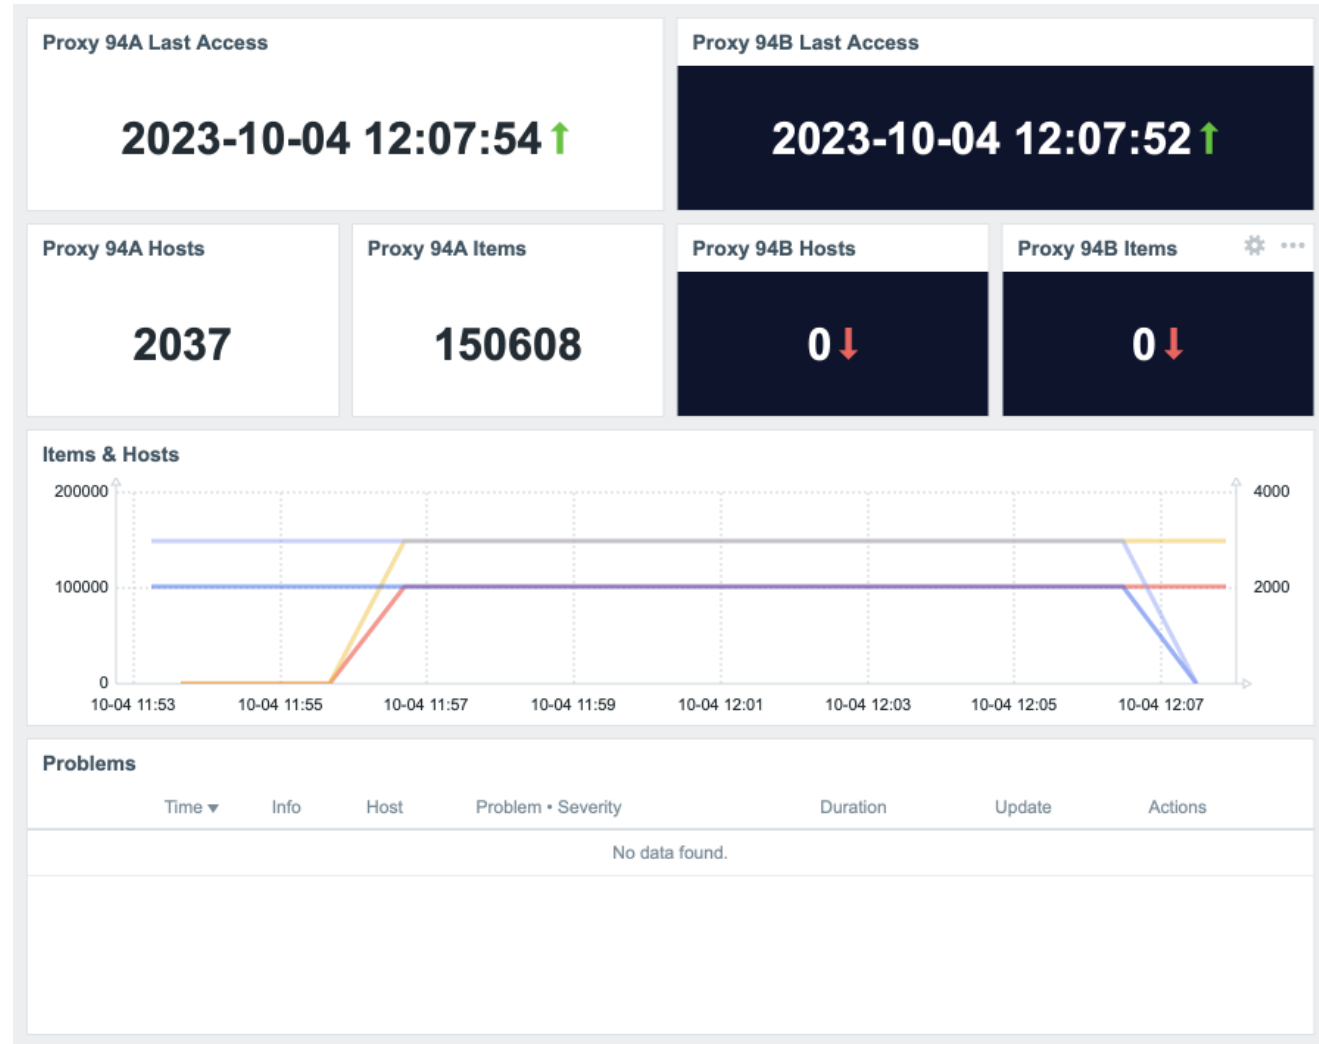 Proxy 94A Last Access
Proxy 94B Last Access
2023-10-04 12:07:54
2023-10-04 12:07:52
Proxy 94A Hosts
Proxy 94A Items
Proxy 94B Hosts
Proxy 94B Items
2037
150608
0
0
Items & Hosts
200000
4000
100000
2000
0
10-04 11:53
10-04 11:55
10-04 11:57
10-04 11:59
10-04 12:01
10-04 12:03
10-04 12:05
10-04 12:07
Problems
Time Info Host Problem • Severity Duration Update Actions
No data found.